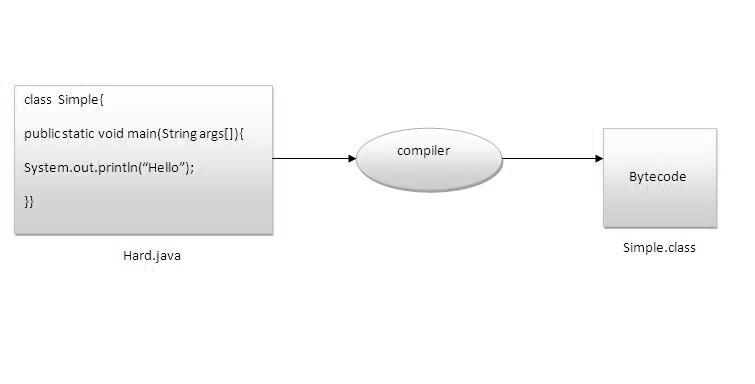 class Simple{
public static void main(String args[]){
System.out.println(“Hello”);
}}
Hard.java
compiler
Bytecode
Simple.class